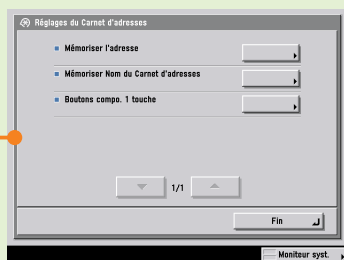 Réglages du Carnet d'adresses
Mémoriser l'adresse
Mémoriser Nom du Carnet d'adresses
Boutons compo. 1 touche
1/1
Fin
Moniteur syst.